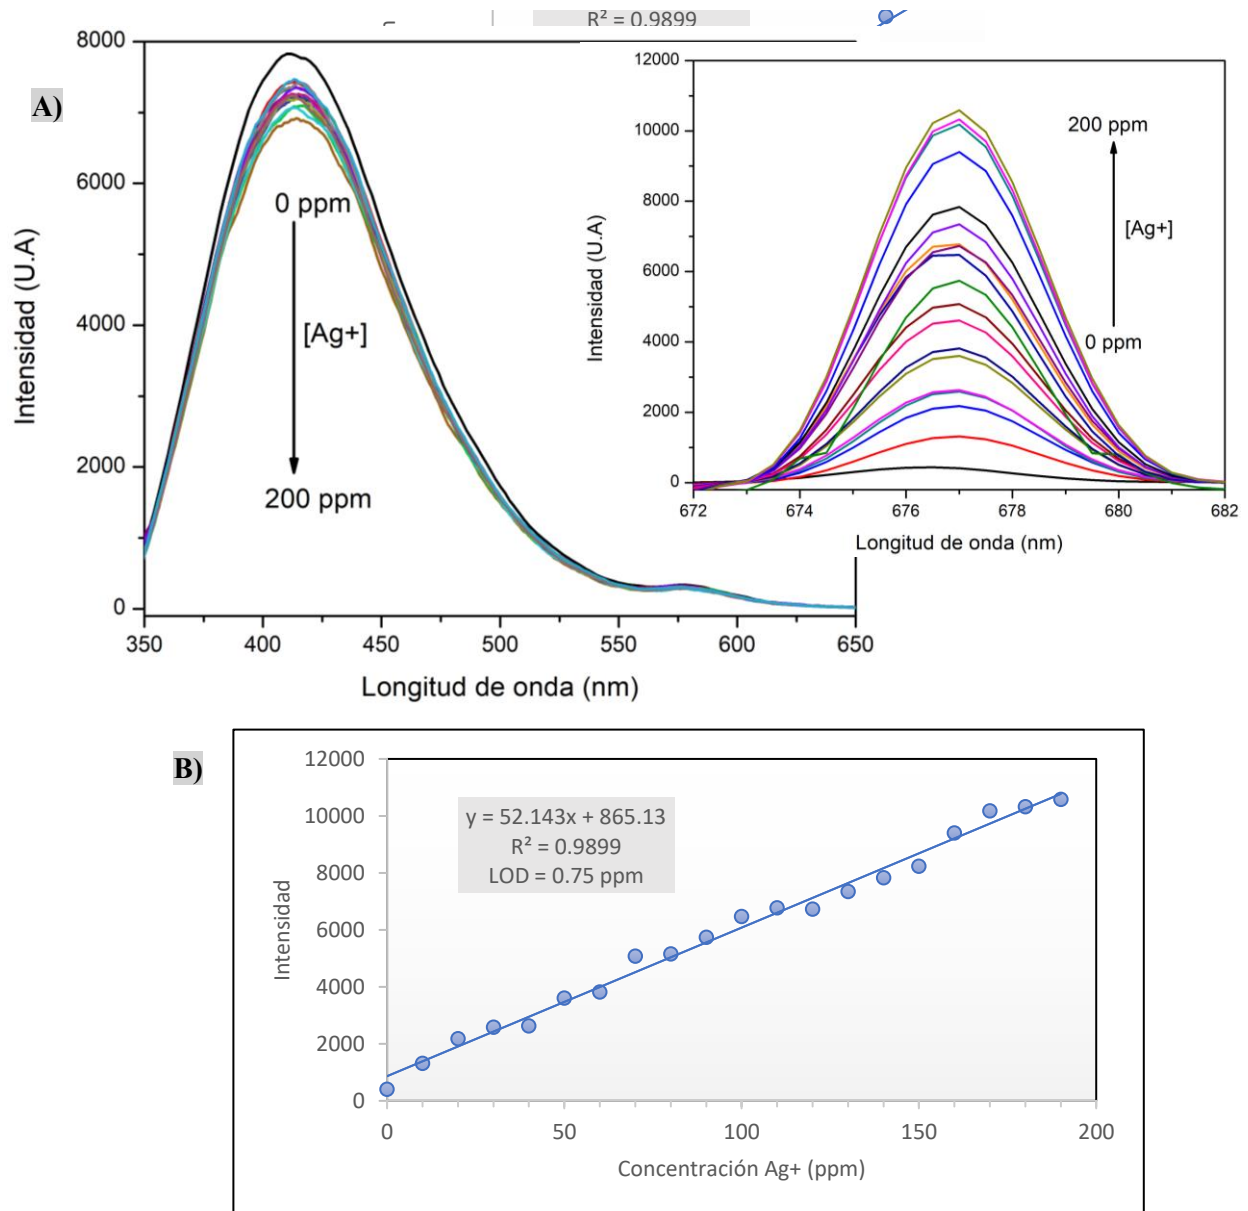 R² = 0.9899
A)
8000
6000
4000
2000
0
Intensidad (U.A)
0 ppm
[Ag+]
200 ppm
350 400 450 500 550 600 650
Longitud de onda (nm)
12000
10000
8000
6000
4000
2000
0
Intensidad (U.A)
200 ppm
[Ag+]
0 ppm
672 674 676 678 680 682
Longitud de onda (nm)
B)
12000
10000
8000
6000
4000
2000
0
Intensidad
y = 52.143x + 865.13
R² = 0.9899
LOD = 0.75 ppm
0 50 100 150 200
Concentración Ag+ (ppm)